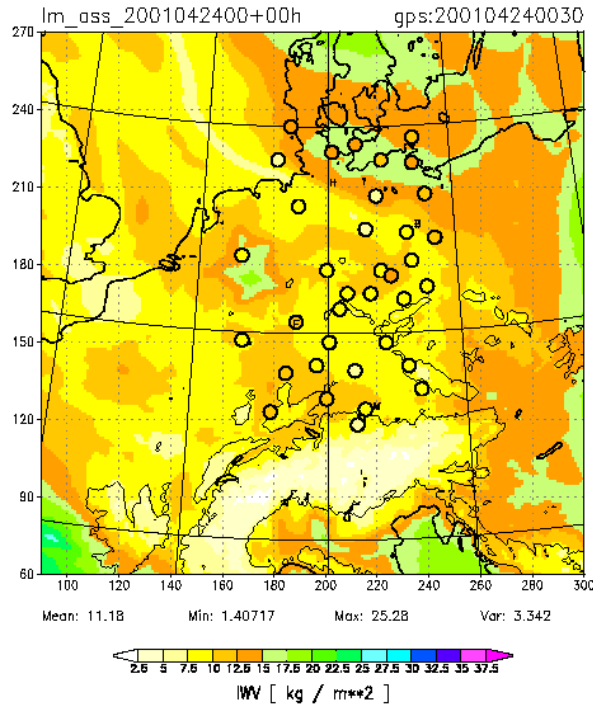 lm_ass_2001042400+00h gps:200104240030
270
240
210
180
150
120
90
60
100 120 140 160 180 200 220 240 260 280 300
Mean: 11.18 Min: 1.40717 Max: 25.28 Var: 3.342
2.5 5 7.5 10 12.5 15 17.5 20 22.5 25 27.5 30 32.5 35 37.5
IWV [ kg / m**2 ]